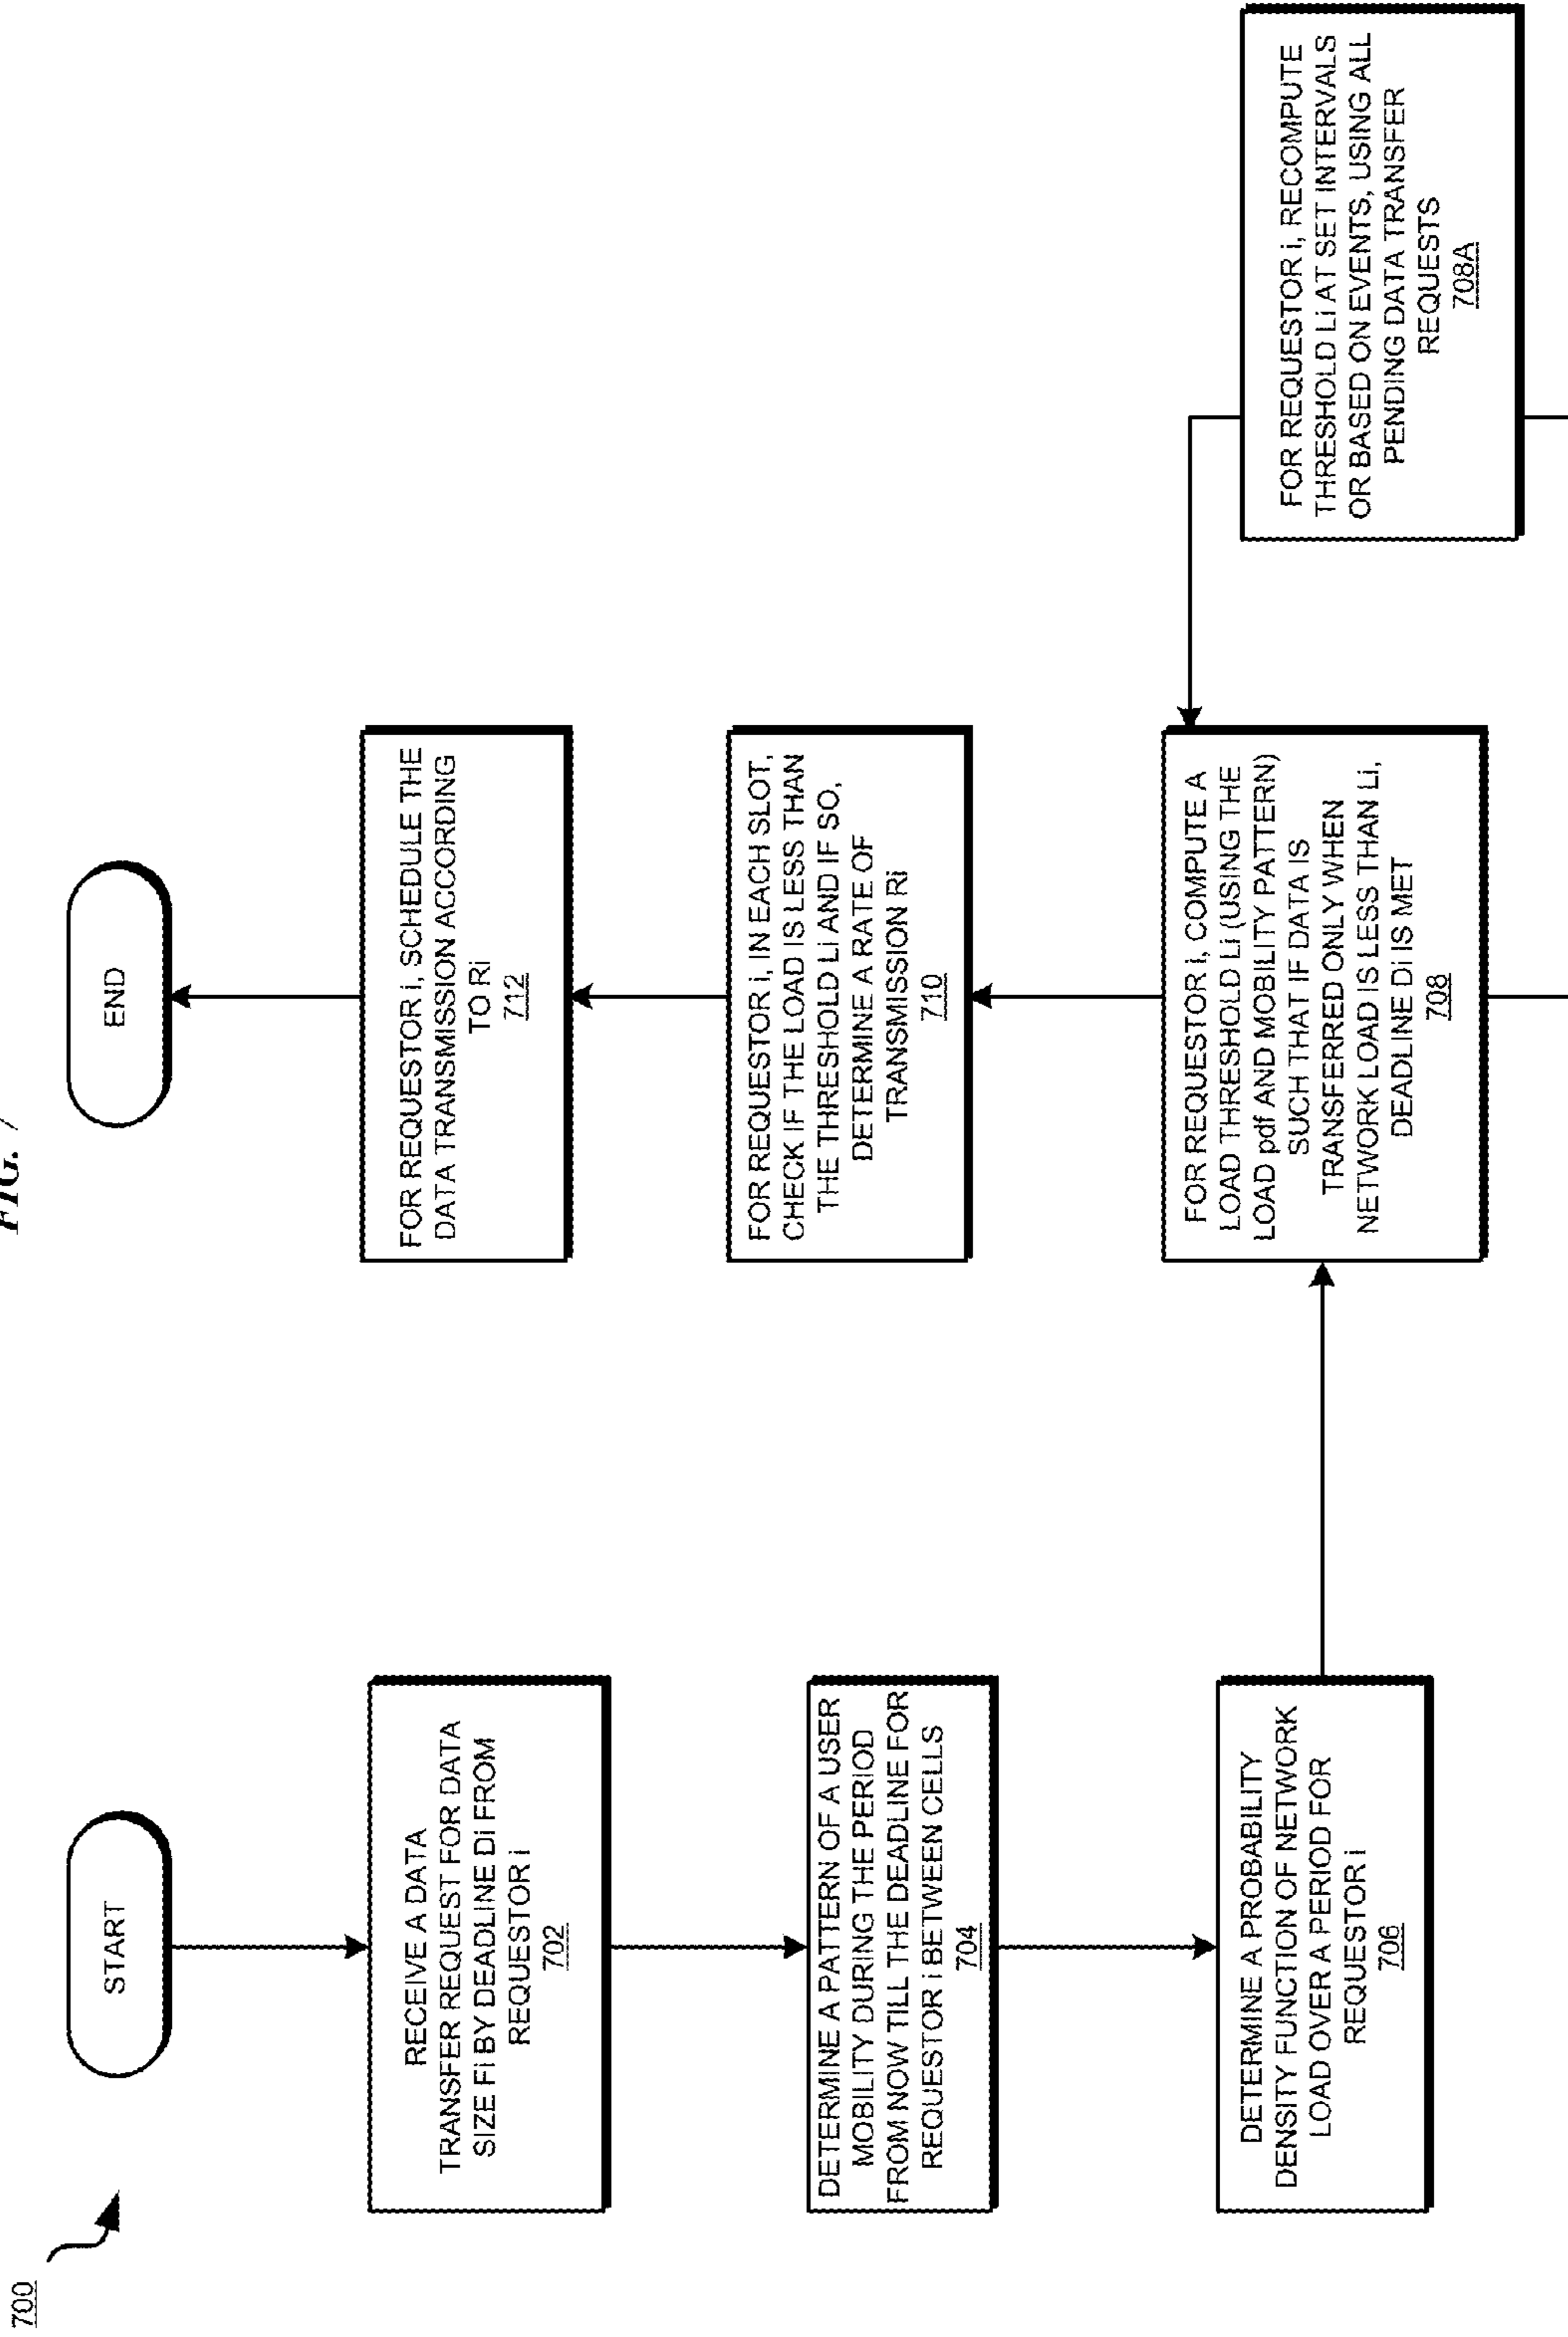 FIG. 7
700
START
RECEIVE A DATA
TRANSFER REQUEST FOR DATA
SIZE Fi BY DEADLINE Di FROM
REQUESTOR i
702
DETERMINE A PATTERN OF A USER
MOBILITY DURING THE PERIOD
FROM NOW TILL THE DEADLINE FOR
REQUESTOR i BETWEEN CELLS
704
DETERMINE A PROBABILITY
DENSITY FUNCTION OF NETWORK
LOAD OVER A PERIOD FOR
REQUESTOR i
706
FOR REQUESTOR i, COMPUTE A
LOAD THRESHOLD Li (USING THE
LOAD pdf AND MOBILITY PATTERN)
SUCH THAT IF DATA IS
TRANSFERRED ONLY WHEN
NETWORK LOAD IS LESS THAN Li,
DEADLINE Di IS MET
708
FOR REQUESTOR i, RECOMPUTE
THRESHOLD Li AT SET INTERVALS
OR BASED ON EVENTS, USING ALL
PENDING DATA TRANSFER
REQUESTS
708A
FOR REQUESTOR i, IN EACH SLOT,
CHECK IF THE LOAD IS LESS THAN
THE THRESHOLD Li AND IF SO,
DETERMINE A RATE OF
TRANSMISSION Ri
710
FOR REQUESTOR i, SCHEDULE THE
DATA TRANSMISSION ACCORDING
TO Ri
712
END